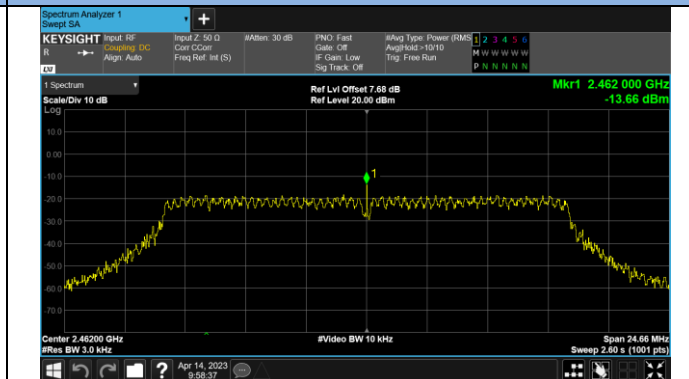 Spectrum Analyzer 1
Swept SA
+
KEYSIGHT
R
LXI
Input: RF
Coupling: DC
Align: Auto
Input Z: 50 Ω
Corr CCorr
Freq Ref: Int (S)
#Atten: 30 dB
PNO: Fast
Gate: Off
IF Gain: Low
Sig Track: Off
#Avg Type: Power (RMS
Avg|Hold:>10/10
Trig: Free Run
1 2 3 4 5 6
M W W W W W
P N N N N N
1 Spectrum
Scale/Div 10 dB
Log
Ref Lvl Offset 7.68 dB
Ref Level 20.00 dBm
Mkr1 2.462 000 GHz
-13.66 dBm
10.0
0.00
-10.0
-20.0
-30.0
-40.0
-50.0
-60.0
-70.0
1
Center 2.46200 GHz
#Res BW 3.0 kHz
#Video BW 10 kHz
Span 24.66 MHz
Sweep 2.60 s (1001 pts)
?
Apr 14, 2023
9:58:37